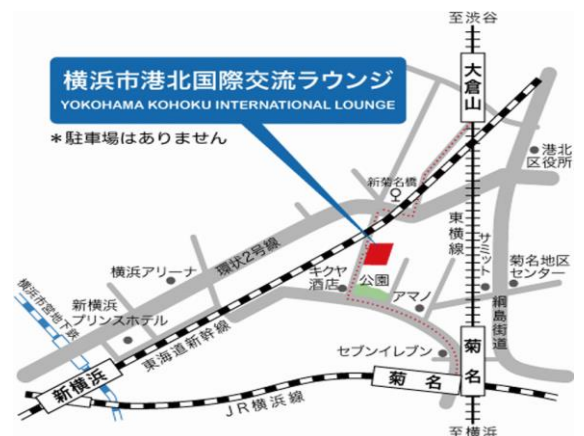 至渋谷
大倉山
横浜市港北国際交流ラウンジ
YOKOHAMA KOHOKU INTERNATIONAL LOUNGE
*駐車場はありません
港北
区役所
新菊名橋
東横線
環状2号線
サミット
菊名地区
センター
横浜アリーナ
キクヤ
酒店
公園
アマノ
綱島街道
横浜市営地下鉄
新横浜
プリンスホテル
東海道新幹線
セブンイレブン
菊名
菊名
新横浜
JR横浜線
至横浜